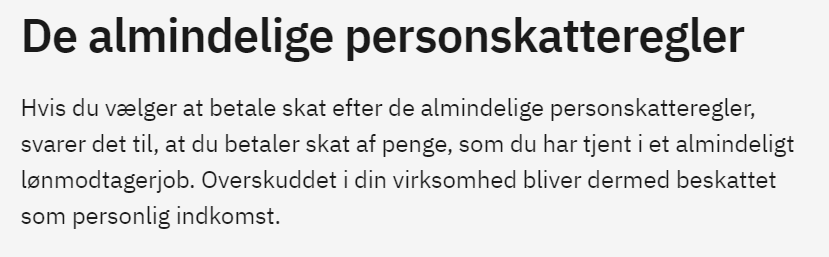 De almindelige personskatteregler
Hvis du vælger at betale skat efter de almindelige personskatteregler,
svarer det til, at du betaler skat af penge, som du har tjent i et almindeligt
lønmodtagerjob. Overskuddet i din virksomhed bliver dermed beskattet
som personlig indkomst.